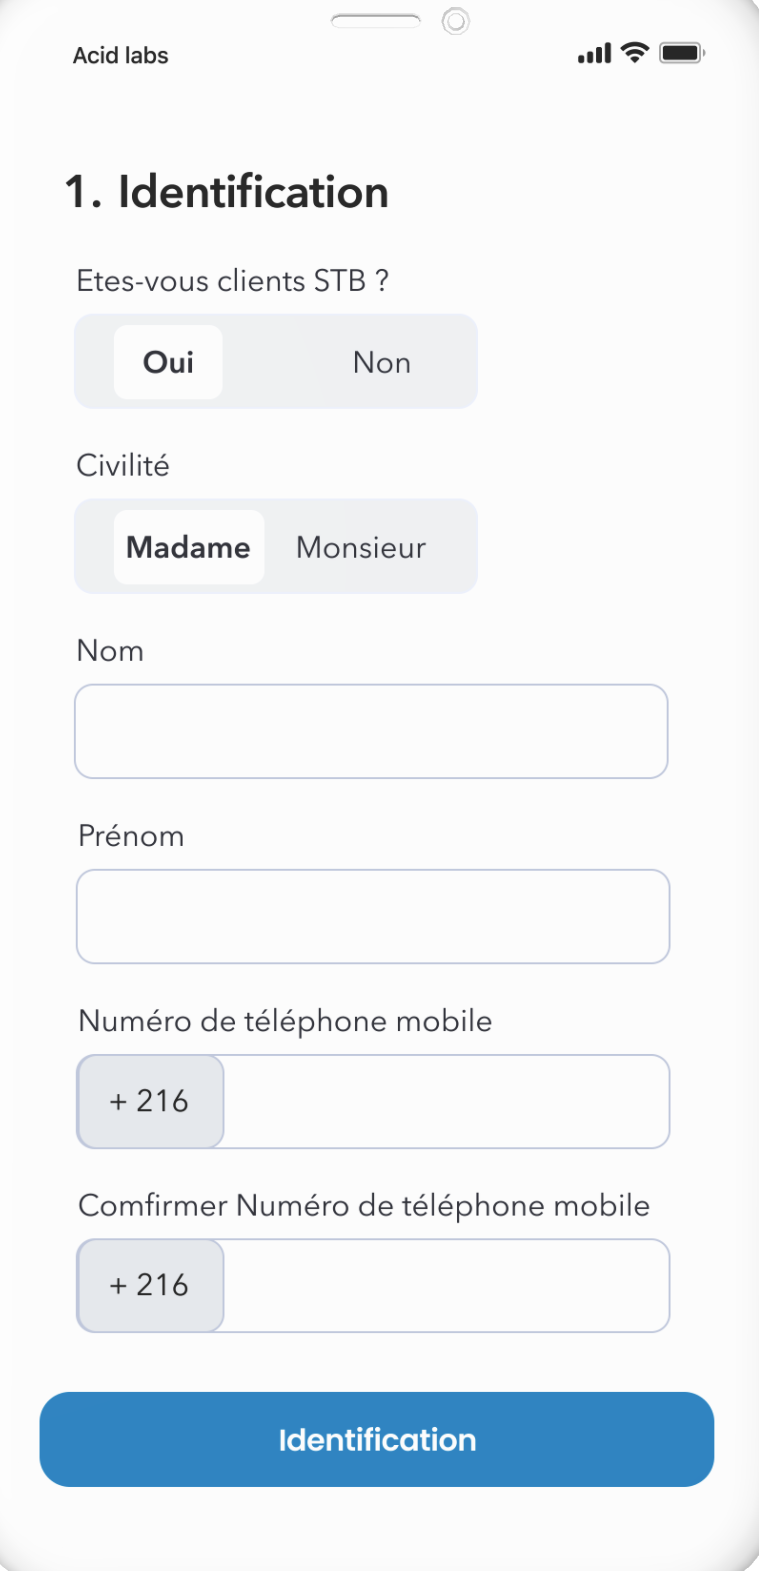 Acid labs
1. Identification
Etes-vous clients STB ?
Oui Non
Civilité
Madame Monsieur
Nom
Prénom
Numéro de téléphone mobile
+ 216
Comfirmer Numéro de téléphone mobile
+ 216
Identification